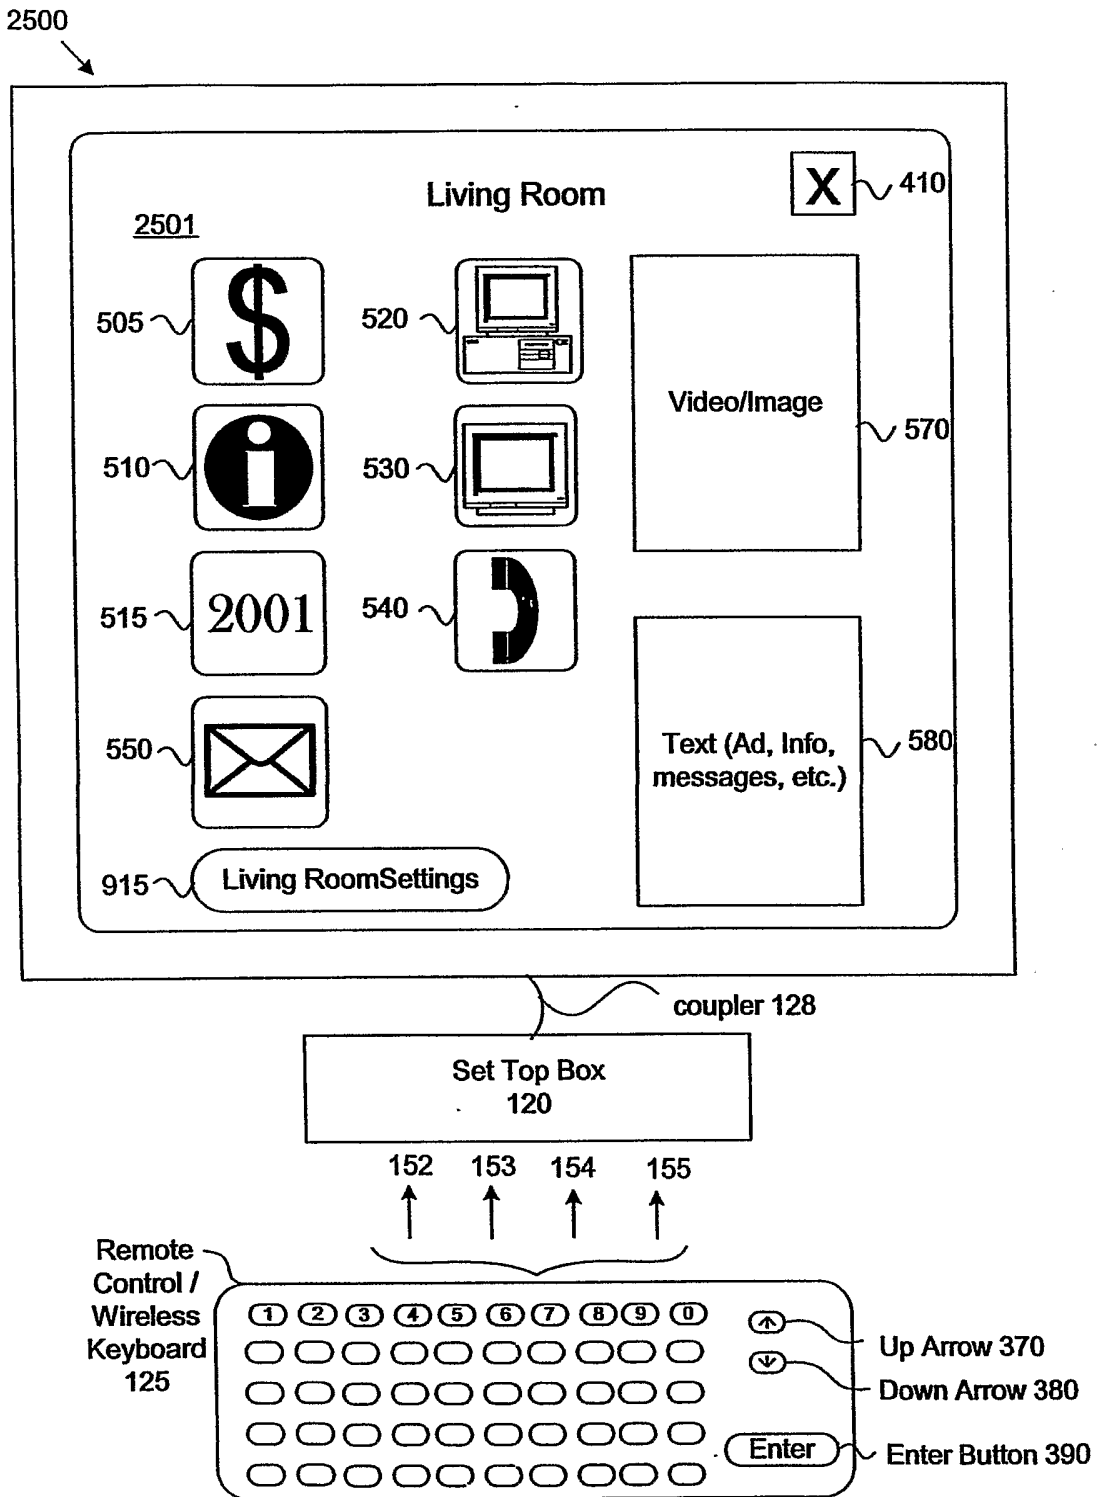 2500
Living Room
X
410
2501
505
$
520
Video/Image
570
510
i
530
515
2001
540
550
Text (Ad, Info,
messages, etc.)
580
915
Living RoomSettings
coupler 128
Set Top Box
120
152 153 154 155
Remote
Control /
Wireless
Keyboard
125
1 2 3 4 5 6 7 8 9 0
Up Arrow 370
Down Arrow 380
Enter
Enter Button 390